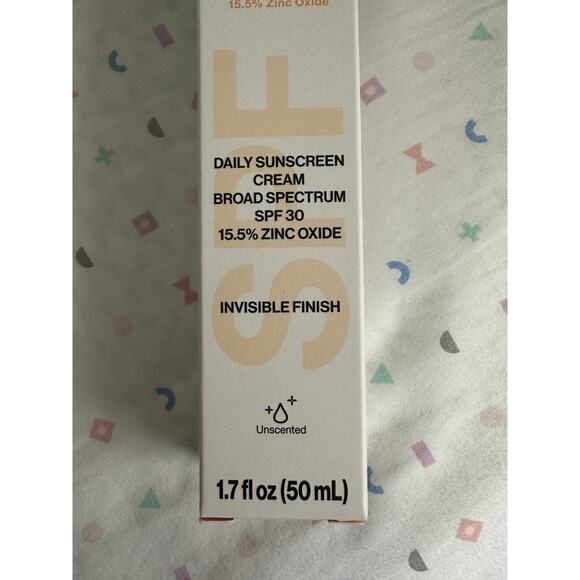 15.5% Zinc Oxide
SPF
DAILY SUNSCREEN
CREAM
BROAD SPECTRUM
SPF 30
15.5% ZINC OXIDE
INVISIBLE FINISH
Unscented
1.7 fl oz (50 mL)